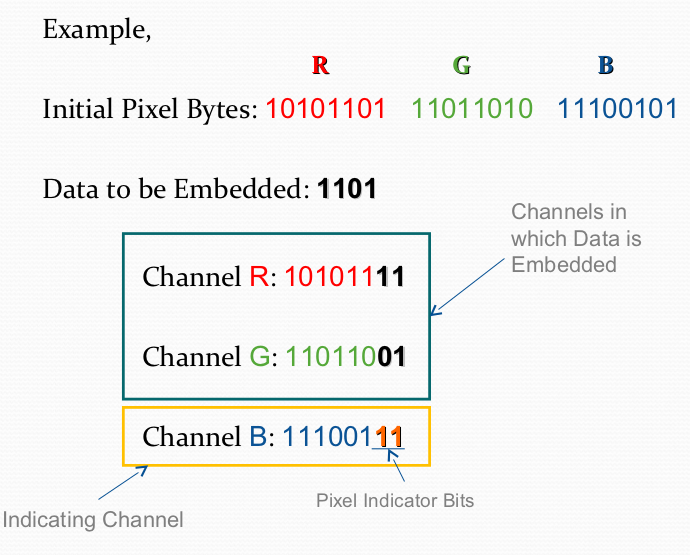 Example,
R G B
Initial Pixel Bytes: 10101101 11011010 11100101
Data to be Embedded: 1101
Channels in
which Data is
Embedded
Channel R: 10101111
Channel G: 11011001
Channel B: 11100111
Pixel Indicator Bits
Indicating Channel